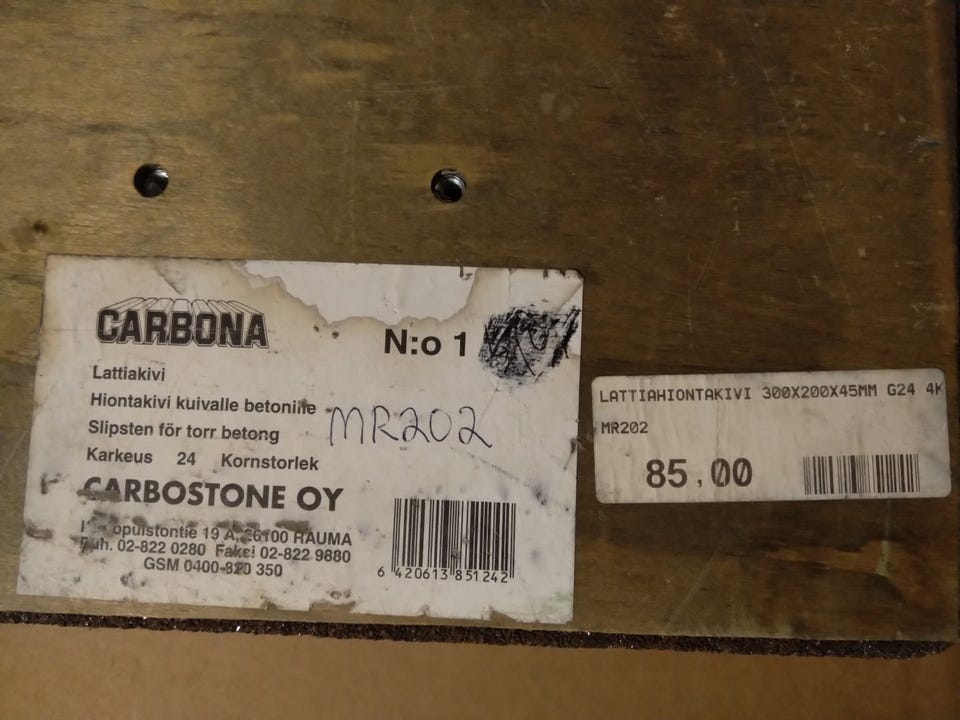 CARBONA
N:o 1
Lattiakivi
Hiontakivi kuivalle betonille
Slipsten för torr betong
MR202
Karkeus 24 Kornstorlek
CARBOSTONE OY
19 A, 26100 RAUMA
Puh. 02-822 0280 Faksi 02-822 9880
GSM 0400-820 350
6 420613 851242
LATTIAHIONTAKIVI 300X200X45MM G24 4K
MR202
85,00